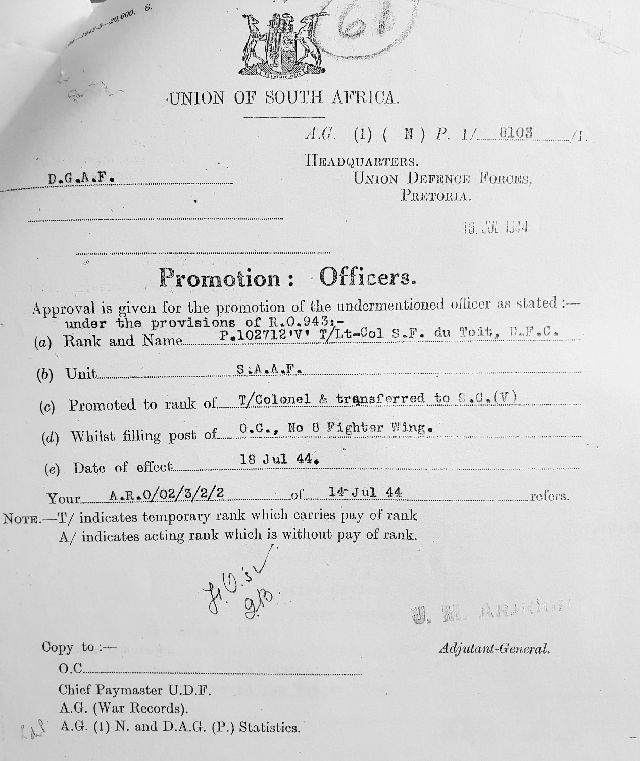 UNION OF SOUTH AFRICA.
A.G. (1) ( N ) P. 1/ 8103 /1.
HEADQUARTERS.
D.G.A.F.
UNION DEFENCE FORCES,
PRETORIA.
Promotion : Officers.
Approval is given for the promotion of the undermentioned officer as stated :—
under the provisions of R.O.943:-
(a) Rank and Name P.102712'V' T/Lt-Col S.F. du Toit, D.F.C.
(b) Unit S.A.A.F.
(c) Promoted to rank of T/Colonel & transferred to S.C.(V)
(d) Whilst filling post of O.C., No 8 Fighter Wing.
(e) Date of effect 18 Jul 44.
Your A.R.O/02/3/2/2 of 14 Jul 44 refers.
NOTE.—T/ indicates temporary rank which carries pay of rank
A/ indicates acting rank which is without pay of rank.
Adjutant-General.
Copy to :—
O.C.
Chief Paymaster U.D.F.
A.G. (War Records).
A.G. (1) N. and D.A.G. (P.) Statistics.